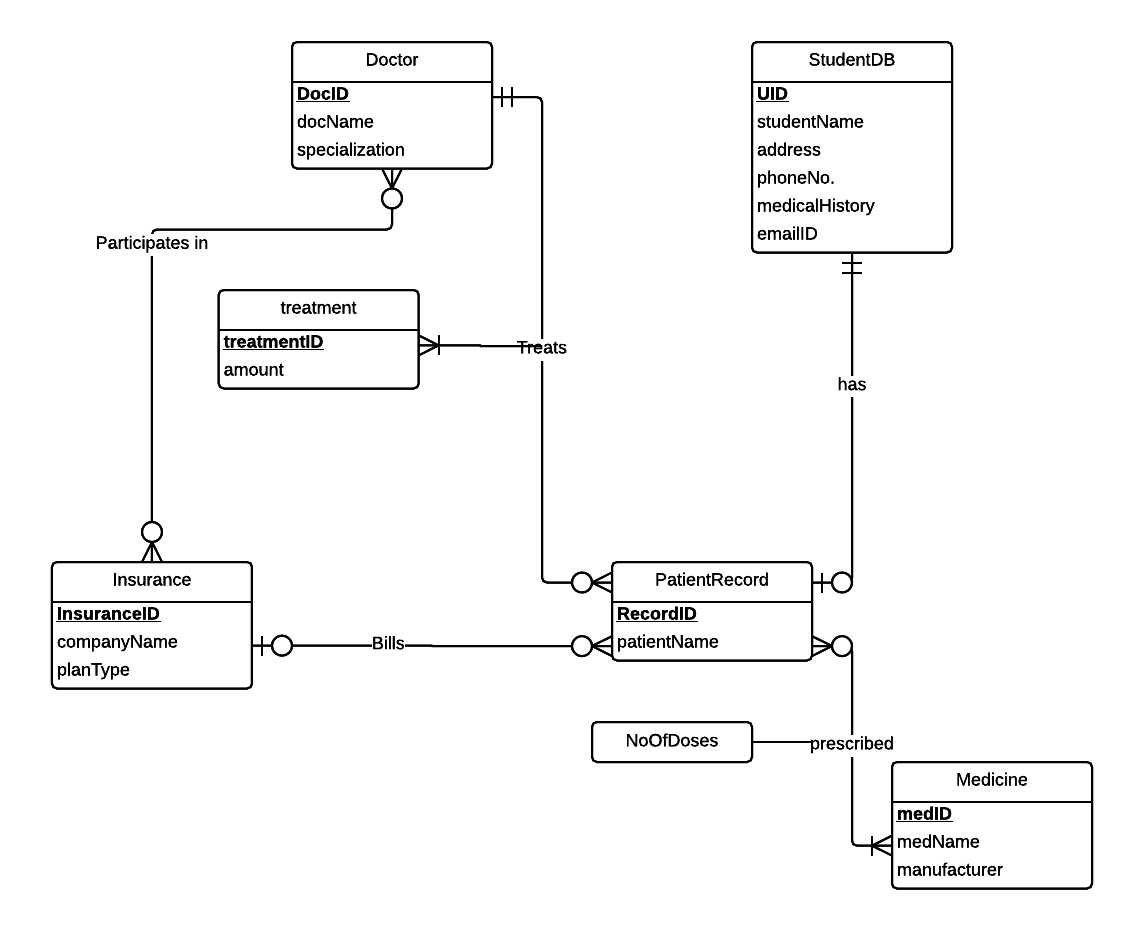 Doctor
DocID
docName
specialization
StudentDB
UID
studentName
address
phoneNo.
medicalHistory
emailID
Participates in
treatment
treatmentID
amount
Treats
has
Insurance
InsuranceID
companyName
planType
Bills
PatientRecord
RecordID
patientName
NoOfDoses
prescribed
Medicine
medID
medName
manufacturer